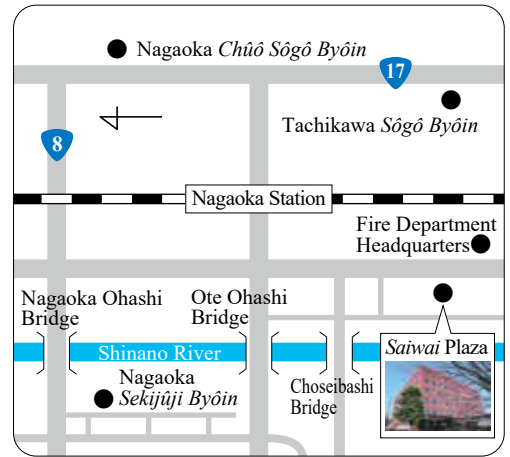 Nagaoka Chûô Sôgô Byôin
17
Tachikawa Sôgô Byôin
8
Nagaoka Station
Fire Department
Headquarters
Nagaoka Ohashi
Bridge
Ote Ohashi
Bridge
Shinano River
Saiwai Plaza
Nagaoka
Sekijûji Byôin
Choseibashi
Bridge